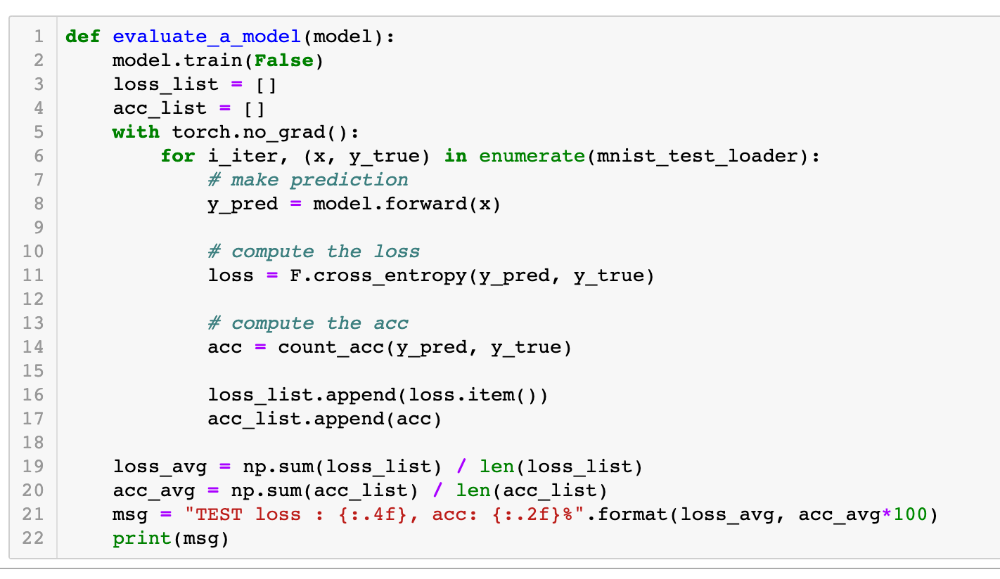 1 def evaluate_a_model(model):
2     model.train(False)
3     loss_list = []
4     acc_list = []
5     with torch.no_grad():
6         for i_iter, (x, y_true) in enumerate(mnist_test_loader):
7             # make prediction
8             y_pred = model.forward(x)
9
10             # compute the loss
11             loss = F.cross_entropy(y_pred, y_true)
12
13             # compute the acc
14             acc = count_acc(y_pred, y_true)
15
16             loss_list.append(loss.item())
17             acc_list.append(acc)
18
19     loss_avg = np.sum(loss_list) / len(loss_list)
20     acc_avg = np.sum(acc_list) / len(acc_list)
21     msg = "TEST loss : {:.4f}, acc: {:.2f}%".format(loss_avg, acc_avg*100)
22     print(msg)